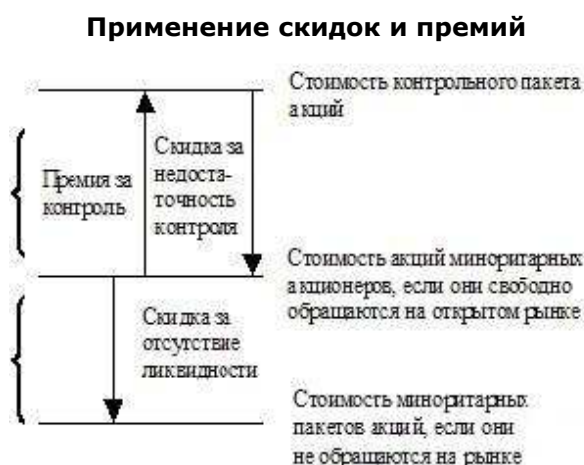 Применение скидок и премий
Стоимость контрольного пакета
акций
Скидка за
недоста-
точность
контроля
Премия за
контроль
Стоимость акций миноритарных
акционеров, если они свободно
обращаются на открытом рынке
Скидка за
отсутствие
ликвидности
Стоимость миноритарных
пакетов акций, если они
не обращаются на рынке